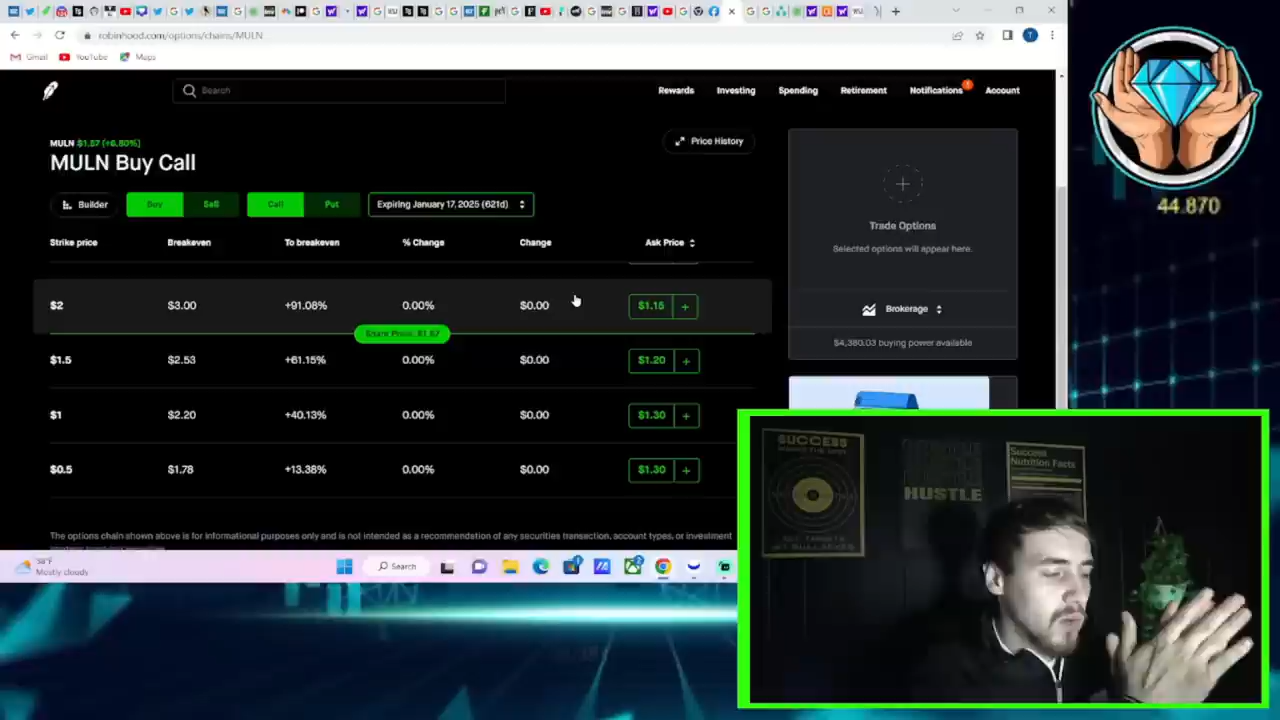 robinhood.com/options/chains/MULN
Gmail YouTube Maps
Search
Rewards Investing Spending Retirement Notifications Account
MULN $1.57 (+6.80%)
MULN Buy Call
Price History
Builder Buy Sell Call Put Expiring January 17, 2025 (621d)
Strike price Breakeven To breakeven % Change Change Ask Price
$2 $3.00 +91.08% 0.00% $0.00 $1.15 +
Share Price: $1.57
$1.5 $2.53 +61.15% 0.00% $0.00 $1.20 +
$1 $2.20 +40.13% 0.00% $0.00 $1.30 +
$0.5 $1.78 +13.38% 0.00% $0.00 $1.30 +
The options chain shown above is for informational purposes only and is not intended as a recommendation of any securities transaction, account types, or investment
Trade Options
Selected options will appear here.
Brokerage
$4,380.03 buying power available
44.870
SUCCESS
HUSTLE
Success
Nutrition Facts
Mostly cloudy
Search